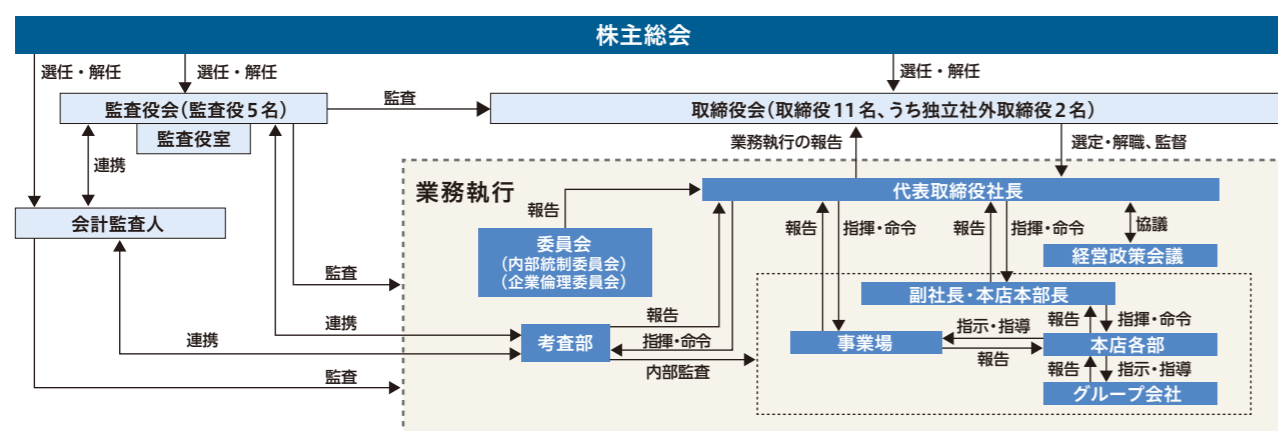 株主総会
選任・解任
選任・解任
選任・解任
監査役会(監査役5名)
監査
取締役会(取締役11名、うち独立社外取締役2名)
監査役室
連携
業務執行の報告
選定・解職、監督
業務執行
代表取締役社長
会計監査人
報告
委員会
(内部統制委員会)
(企業倫理委員会)
報告
指揮・命令
報告
指揮・命令
協議
経営政策会議
監査
副社長・本店本部長
連携
報告
指示・指導
報告
指揮・命令
連携
考査部
指揮・命令
事業場
本店各部
監査
内部監査
報告
報告
指示・指導
グループ会社